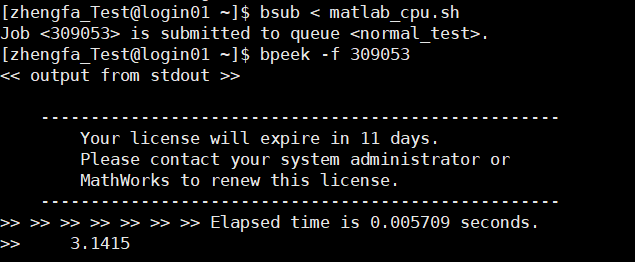 [zhengfa_Test@login01 ~]$ bsub < matlab_cpu.sh
Job <309053> is submitted to queue <normal_test>.
[zhengfa_Test@login01 ~]$ bpeek -f 309053
<< output from stdout >>
----------------------------------------------------
Your license will expire in 11 days.
Please contact your system administrator or
MathWorks to renew this license.
----------------------------------------------------
>> >> >> >> >> >> >> Elapsed time is 0.005709 seconds.
>>     3.1415